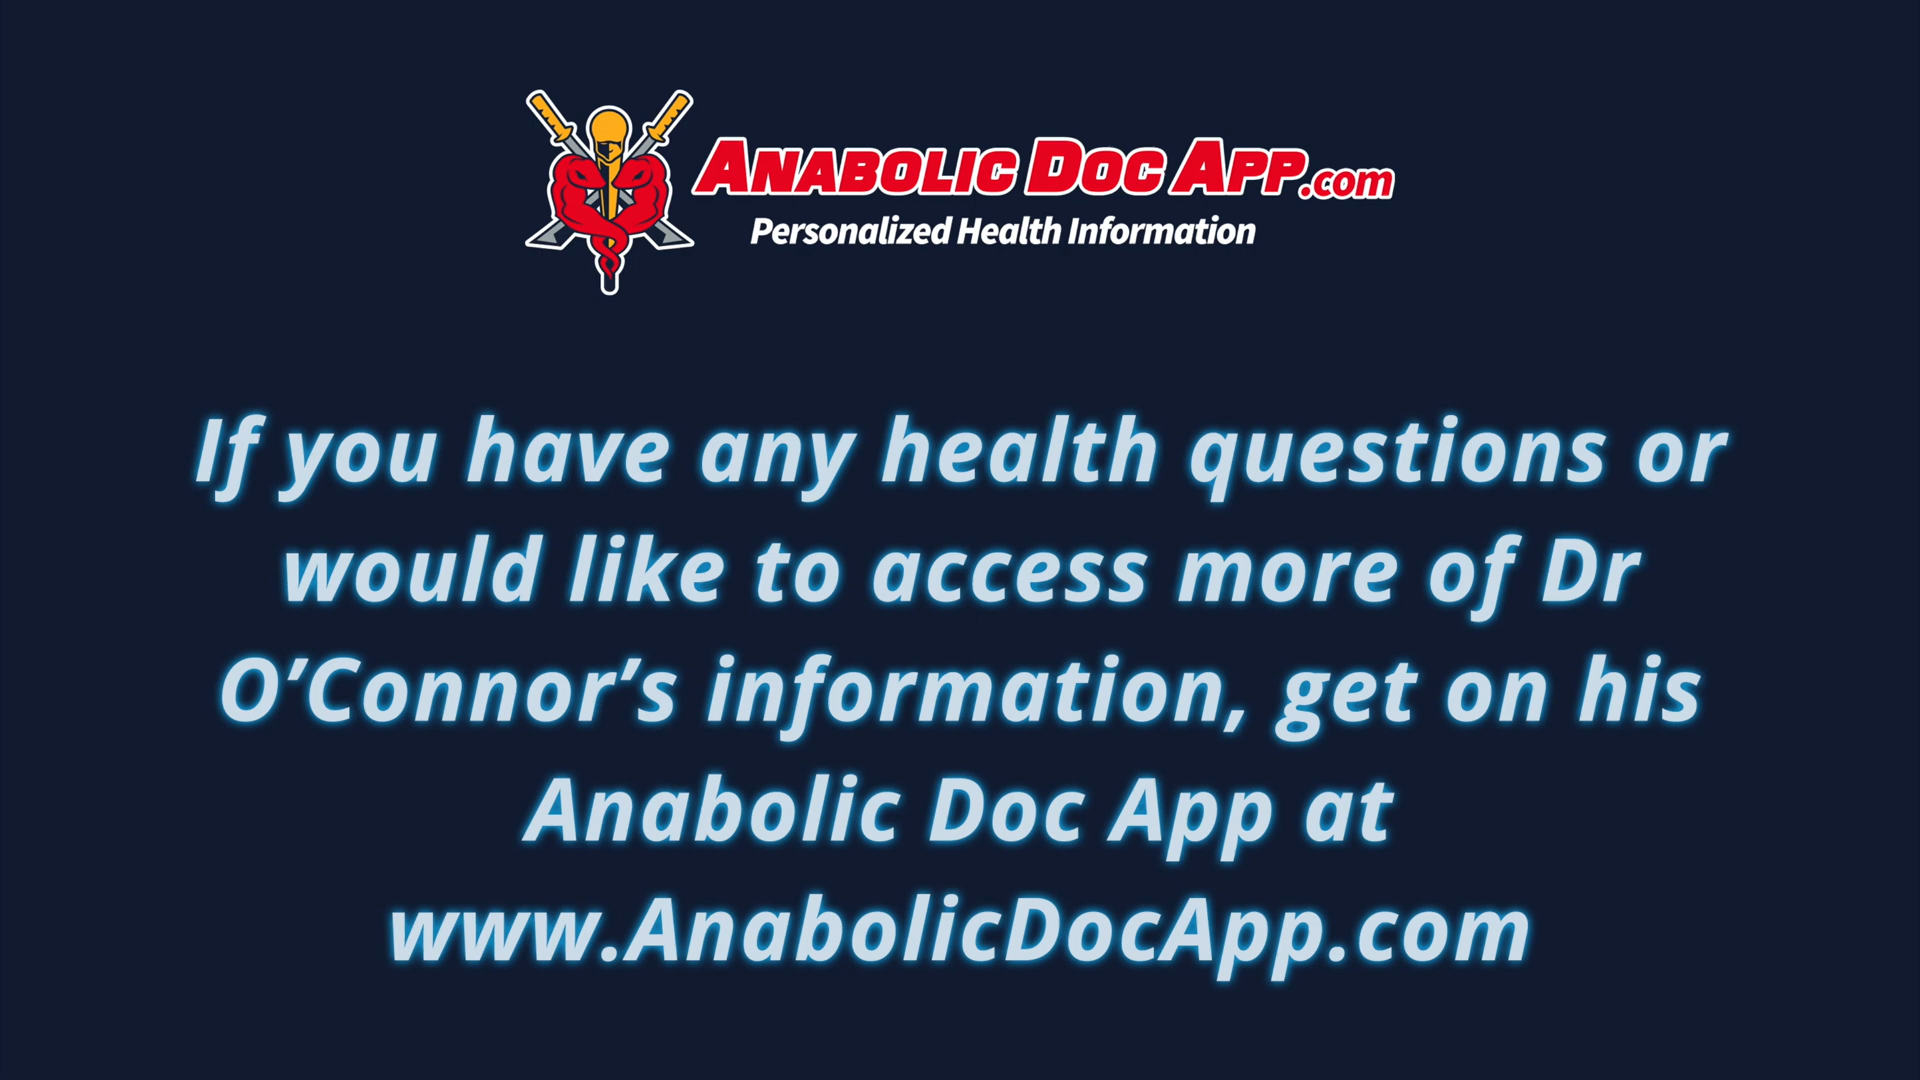 ANABOLIC DOC APP.com
Personalized Health Information
If you have any health questions or
would like to access more of Dr
O’Connor’s information, get on his
Anabolic Doc App at
www.AnabolicDocApp.com